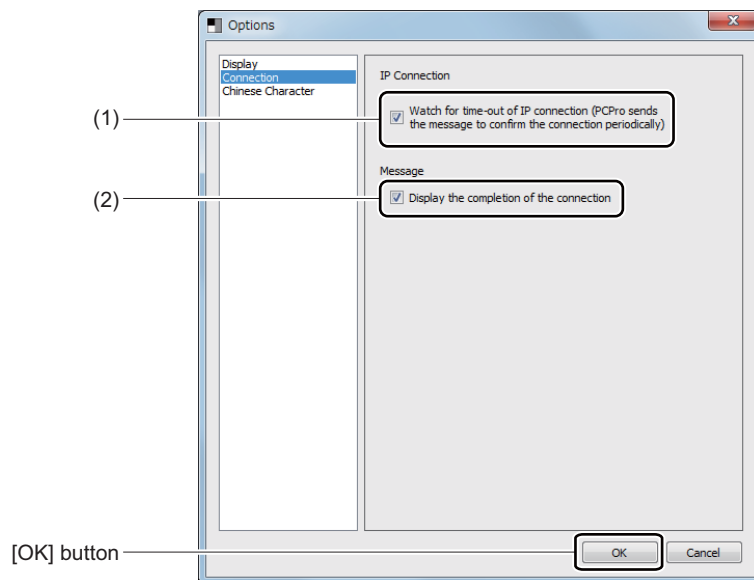 Options
Display
Connection
Chinese Character
IP Connection
(1)
Watch for time-out of IP connection (PCPro sends
the message to confirm the connection periodically)
Message
(2)
Display the completion of the connection
[OK] button
OK
Cancel